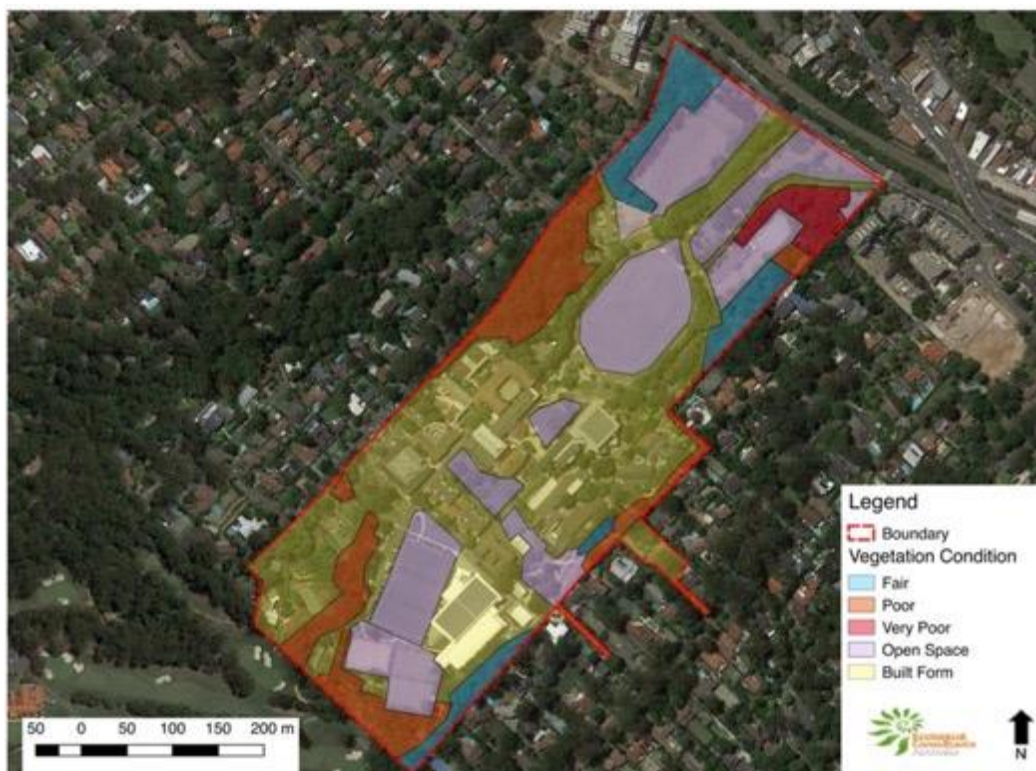 Legend
Boundary
Vegetation Condition
Fair
Poor
Very Poor
Open Space
Built Form
50 0 50 100 150 200 m
N